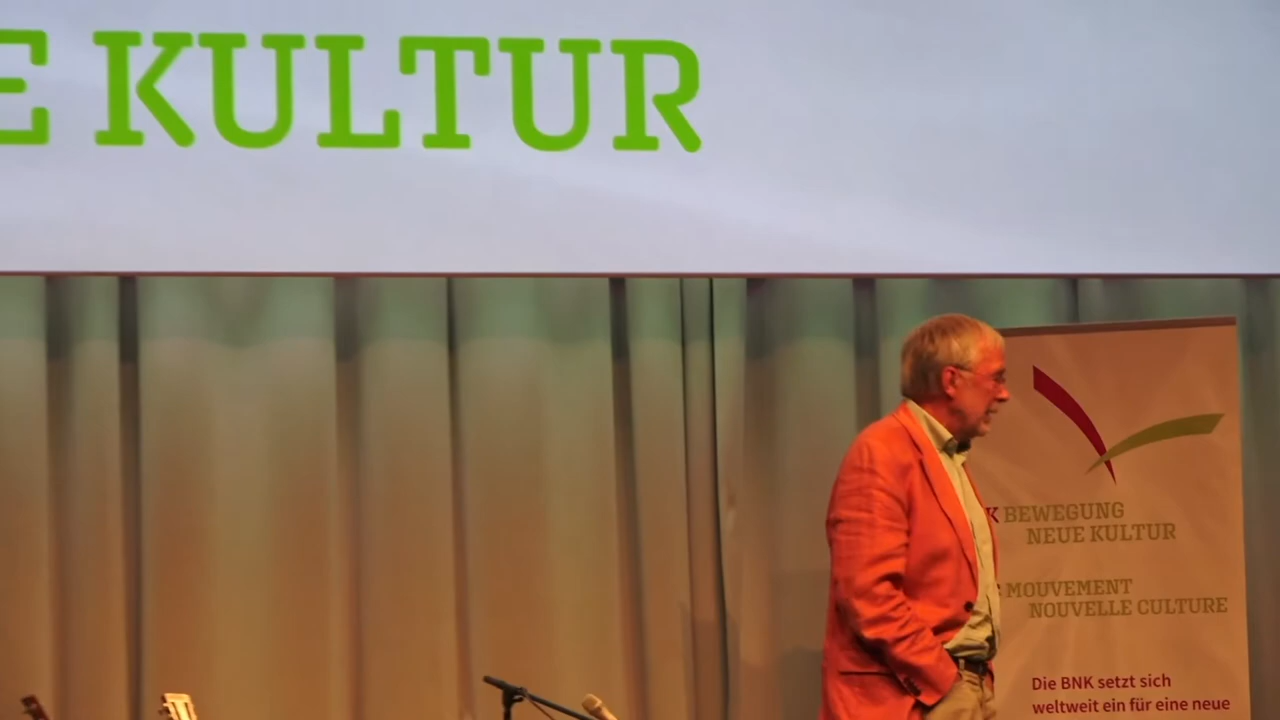 E KULTUR
K BEWEGUNG
NEUE KULTUR
MOUVEMENT
NOUVELLE CULTURE
Die BNK setzt sich
weltweit ein für eine neue